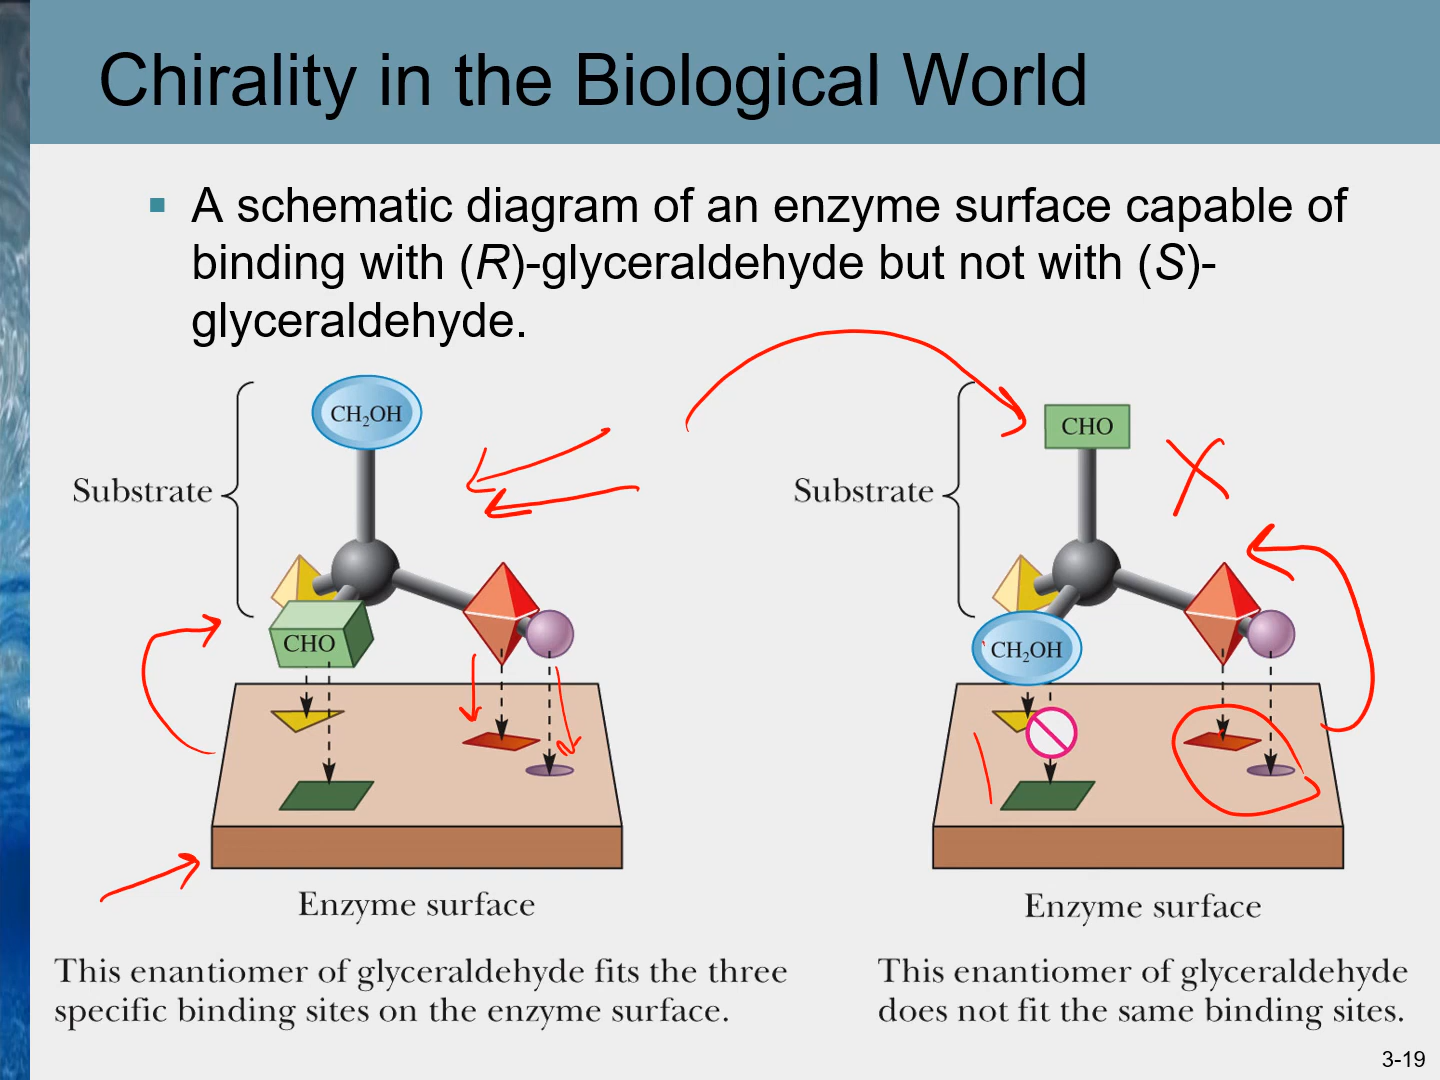 Chirality in the Biological World
A schematic diagram of an enzyme surface capable of
binding with (R)-glyceraldehyde but not with (S)-
glyceraldehyde.
CH₂OH
Substrate
CHO
Enzyme surface
This enantiomer of glyceraldehyde fits the three
specific binding sites on the enzyme surface.
CHO
Substrate
CH₂OH
Enzyme surface
This enantiomer of glyceraldehyde
does not fit the same binding sites.
3-19